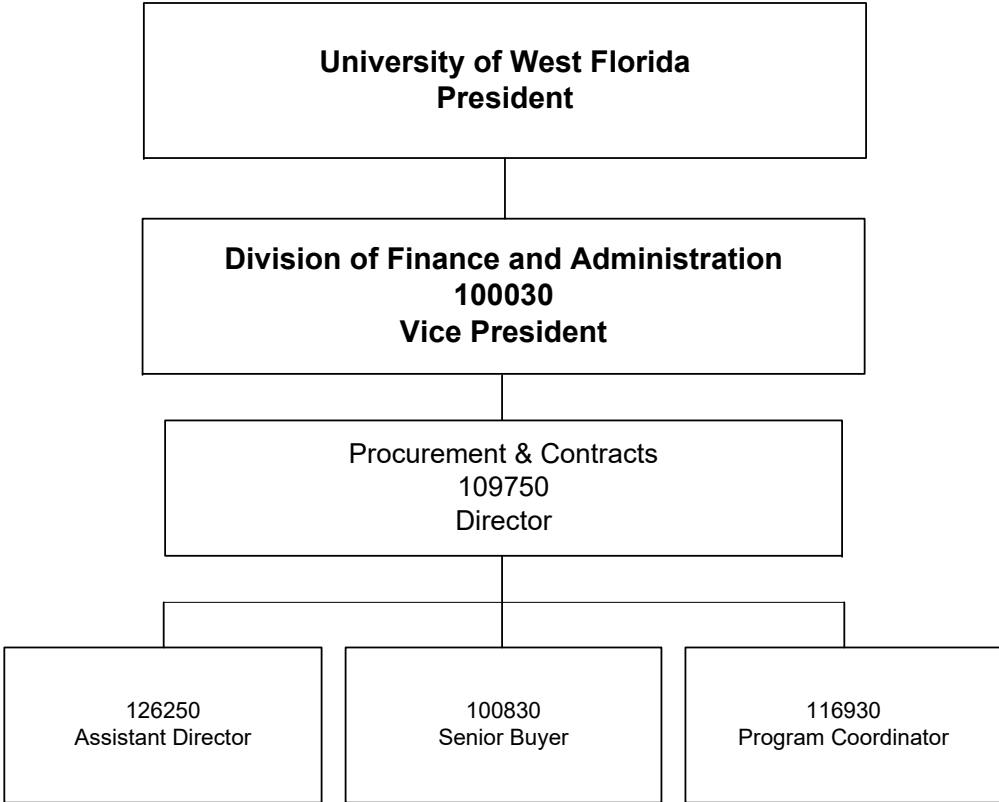 University of West Florida
President
Division of Finance and Administration
100030
Vice President
Procurement & Contracts
109750
Director
126250
Assistant Director
100830
Senior Buyer
116930
Program Coordinator